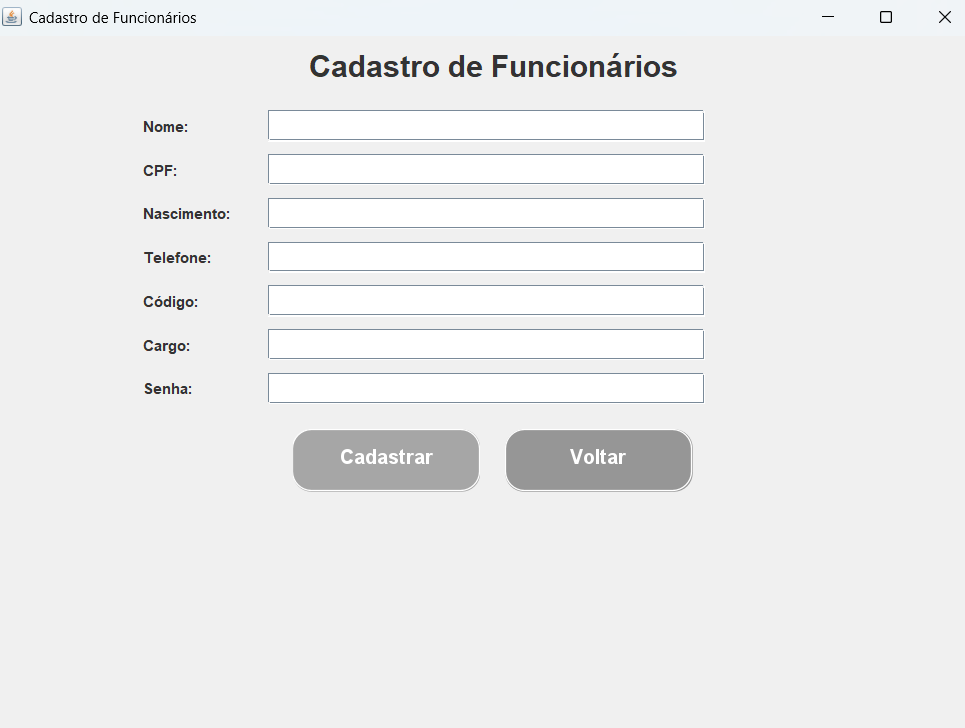 Cadastro de Funcionários
Cadastro de Funcionários
Nome:
CPF:
Nascimento:
Telefone:
Código:
Cargo:
Senha:
Cadastrar
Voltar